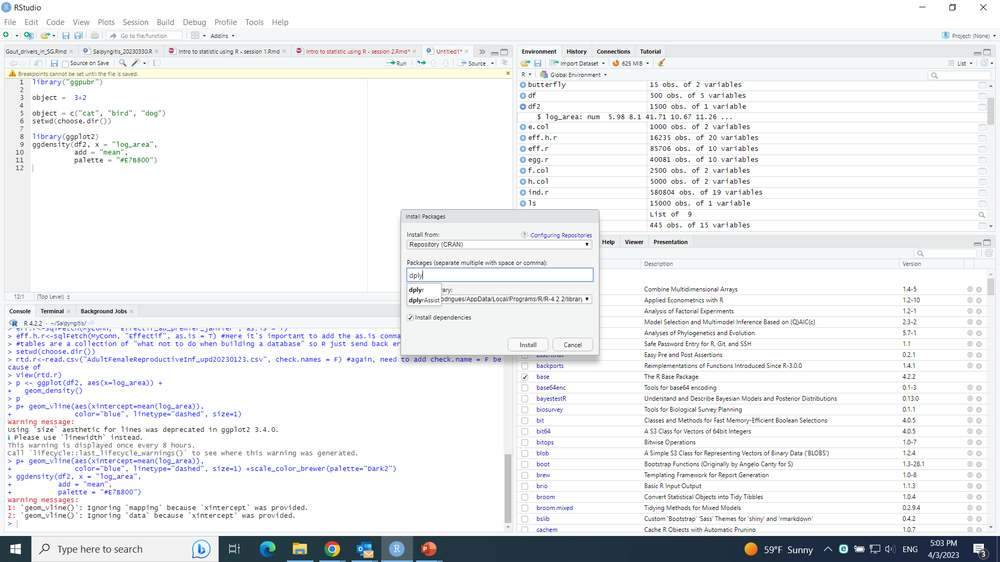 RStudio
File Edit Code View Plots Session Build Debug Profile Tools Help
Go to file/function Addins Project: (None)
Gout_drivers_in_SG.Rmd Salpyngitis_20230330.R Intro to statistic using R - session 1.Rmd Intro to statistic using R - session 2.Rmd* Untitled1*
Source on Save Run Source
Breakpoints cannot be set until the file is saved.
1 library("ggpubr")
2
3 object = 3+2
4
5 object = c("cat", "bird", "dog")
6 setwd(choose.dir())
7
8 library(ggplot2)
9 ggdensity(df2, x = "log_area",
10 add = "mean",
11 palette = "#E7B800")
12
12:1 (Top Level)
Console Terminal Background Jobs
R 4.2.2 · ~/Salpyngitis/
> eff.r<-sqlFetch(MyConn, "Effectif_au_premier_janvier", as.is = T)
> eff.h.r<-sqlFetch(MyConn, "Effectif", as.is = T) #Here it's important to add the as.is comma
> #tables are a collection of "what not to do when building a database" so R just send back er
> setwd(choose.dir())
> rtd.r<-read.csv("AdultFemaleReproductiveInf_upd20230123.csv", check.names = F) #again, need to add check.name = F be
cause of
> View(rtd.r)
> p <- ggplot(df2, aes(x=log_area)) +
+ geom_density()
> p
> p+ geom_vline(aes(xintercept=mean(log_area)),
+ color="blue", linetype="dashed", size=1)
Warning message:
Using `size` aesthetic for lines was deprecated in ggplot2 3.4.0.
ℹ Please use `linewidth` instead.
This warning is displayed once every 8 hours.
Call `lifecycle::last_lifecycle_warnings()` to see where this warning was generated.
> p+ geom_vline(aes(xintercept=mean(log_area)),
+ color="blue", linetype="dashed", size=1) +scale_color_brewer(palette="Dark2")
> ggdensity(df2, x = "log_area",
+ add = "mean",
+ palette = "#E7B800")
Warning messages:
1: `geom_vline()`: Ignoring `mapping` because `xintercept` was provided.
2: `geom_vline()`: Ignoring `data` because `xintercept` was provided.
>
Environment History Connections Tutorial
Import Dataset 625 MiB List
R Global Environment
butterfly 15 obs. of 2 variables
df 500 obs. of 5 variables
df2 1500 obs. of 1 variable
$ log_area: num 5.98 8.1 41.71 10.67 11.26 ...
e.col 1000 obs. of 2 variables
eff.h.r 16235 obs. of 20 variables
eff.r 85706 obs. of 10 variables
egg.r 40081 obs. of 10 variables
f.col 2500 obs. of 2 variables
h.col 5000 obs. of 2 variables
ind.r 580804 obs. of 19 variables
ls 15000 obs. of 1 variable
List of 9
445 obs. of 15 variables
Install Packages
Install from: ? Configuring Repositories
Repository (CRAN)
Packages (separate multiple with space or comma):
dply
dplyr
dplyrAssist
rary:
odrigues/AppData/Local/Programs/R/R-4.2.2/library
Install dependencies
Install Cancel
Help Viewer Presentation
Description Version
Combine Multidimensional Arrays 1.4-5
Applied Econometrics with R 1.2-10
Analysis of Factorial Experiments 1.2-1
Model Selection and Multimodel Inference Based on (Q)AIC(c) 2.3-2
Analyses of Phylogenetics and Evolution 5.7-1
Safe Password Entry for R, Git, and SSH 1.1
assertthat Easy Pre and Post Assertions 0.2.1
backports Reimplementations of Functions Introduced Since R-3.0.0 1.4.1
base The R Base Package 4.2.2
base64enc Tools for base64 encoding 0.1-3
bayestestR Understand and Describe Bayesian Models and Posterior Distributions 0.13.0
biosurvey Tools for Biological Survey Planning 0.1.1
bit Classes and Methods for Fast Memory-Efficient Boolean Selections 4.0.5
bit64 A S3 Class for Vectors of 64bit Integers 4.0.5
bitops Bitwise Operations 1.0-7
blob A Simple S3 Class for Representing Vectors of Binary Data ('BLOBS') 1.2.4
boot Bootstrap Functions (Originally by Angelo Canty for S) 1.3-28.1
brew Templating Framework for Report Generation 1.0-8
brio Basic R Input Output 1.1.3
broom Convert Statistical Objects into Tidy Tibbles 1.0.4
broom.mixed Tidying Methods for Mixed Models 0.2.9.4
bslib Custom 'Bootstrap' 'Sass' Themes for 'shiny' and 'rmarkdown' 0.4.2
cachem Cache R Objects with Automatic Pruning 1.0.7
Type here to search 59°F Sunny ENG 5:03 PM
4/3/2023 3